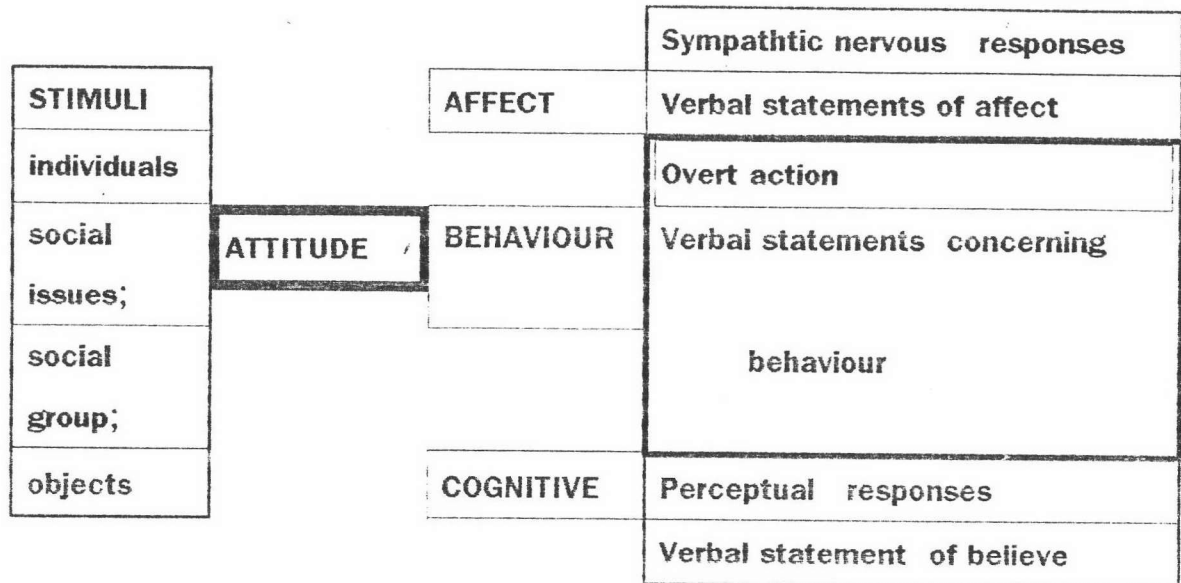 STIMULI
individuals
social
issues;
social
group;
objects
ATTITUDE
AFFECT
BEHAVIOUR
COGNITIVE
Sympathtic nervous responses
Verbal statements of affect
Overt action
Verbal statements concerning
behaviour
Perceptual responses
Verbal statement of believe